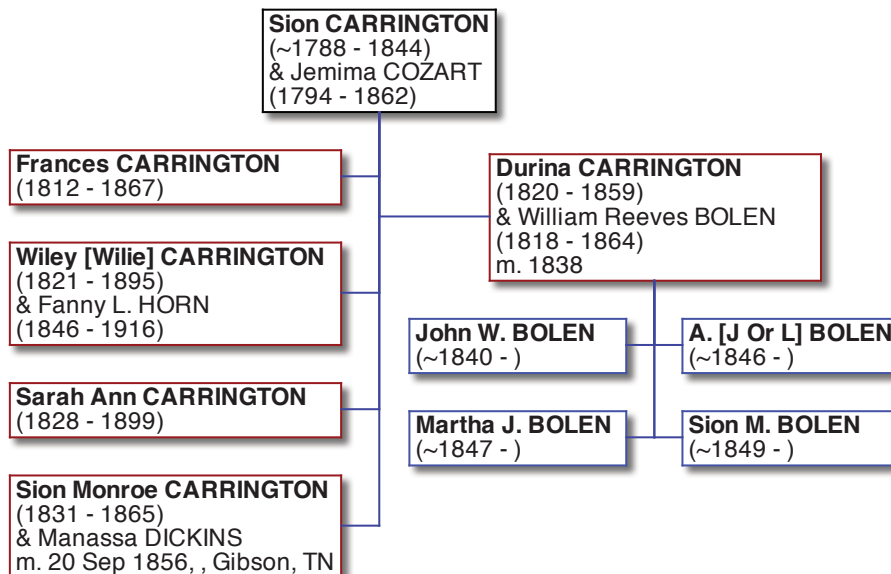 Sion CARRINGTON
(~1788 - 1844)
& Jemima COZART
(1794 - 1862)
Frances CARRINGTON
(1812 - 1867)
Durina CARRINGTON
(1820 - 1859)
& William Reeves BOLEN
(1818 - 1864)
m. 1838
Wiley [Wilie] CARRINGTON
(1821 - 1895)
& Fanny L. HORN
(1846 - 1916)
John W. BOLEN
(~1840 - )
A. [J Or L] BOLEN
(~1846 - )
Sarah Ann CARRINGTON
(1828 - 1899)
Martha J. BOLEN
(~1847 - )
Sion M. BOLEN
(~1849 - )
Sion Monroe CARRINGTON
(1831 - 1865)
& Manassa DICKINS
m. 20 Sep 1856, , Gibson, TN